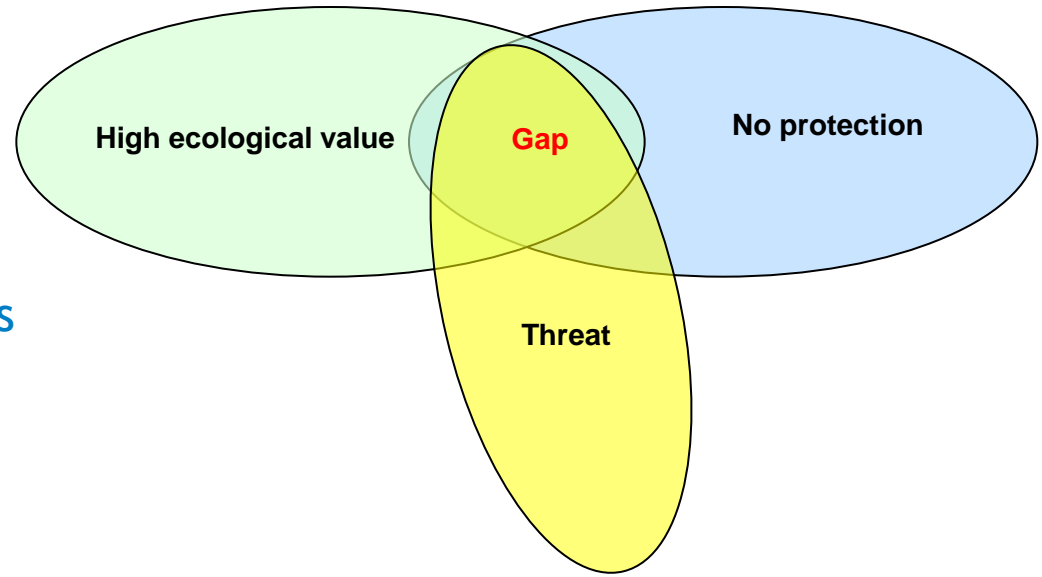 High ecological value
Gap
No protection
s
Threat